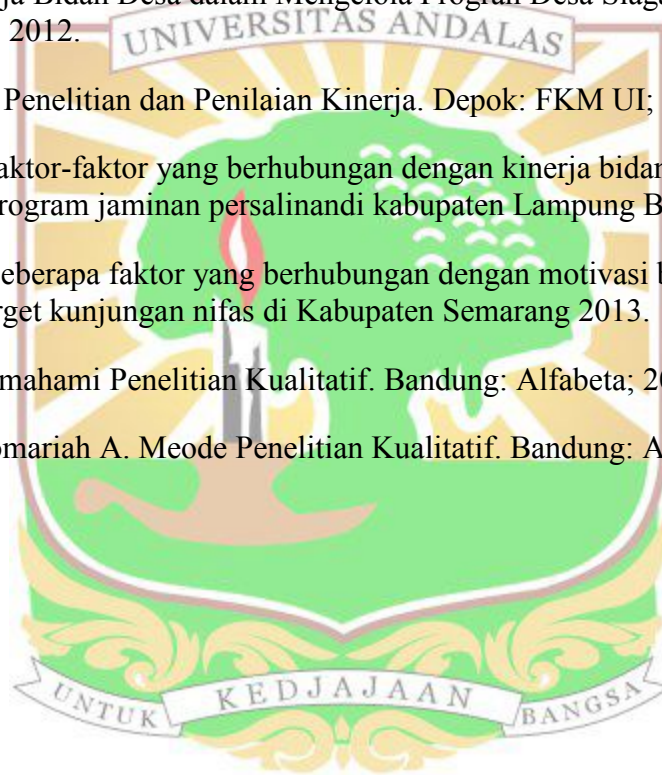 ja Bidan Desa dalam Mengelola Program Desa Siaga
2012.
UNIVERSITAS ANDALAS
Penelitian dan Penilaian Kinerja. Depok: FKM UI;
aktor-faktor yang berhubungan dengan kinerja bidan
rogram jaminan persalinandi kabupaten Lampung B
eberapa faktor yang berhubungan dengan motivasi b
rget kunjungan nifas di Kabupaten Semarang 2013.
mahami Penelitian Kualitatif. Bandung: Alfabeta; 20
omariah A. Meode Penelitian Kualitatif. Bandung: A
UNTUK KEDJAJAAN BANGSA